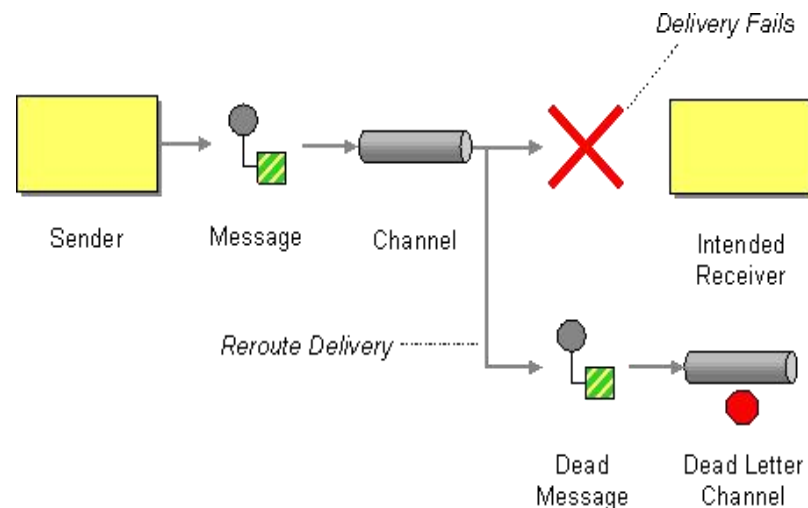 Delivery Fails
Sender
Message
Channel
Intended
Receiver
Reroute Delivery
Dead
Message
Dead Letter
Channel